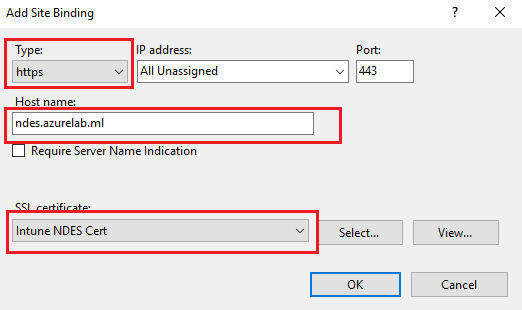 Add Site Binding ? ×
Type: IP address: Port:
https All Unassigned 443
Host name:
ndes.azurelab.ml
Require Server Name Indication
SSL certificate:
Intune NDES Cert Select... View...
OK Cancel